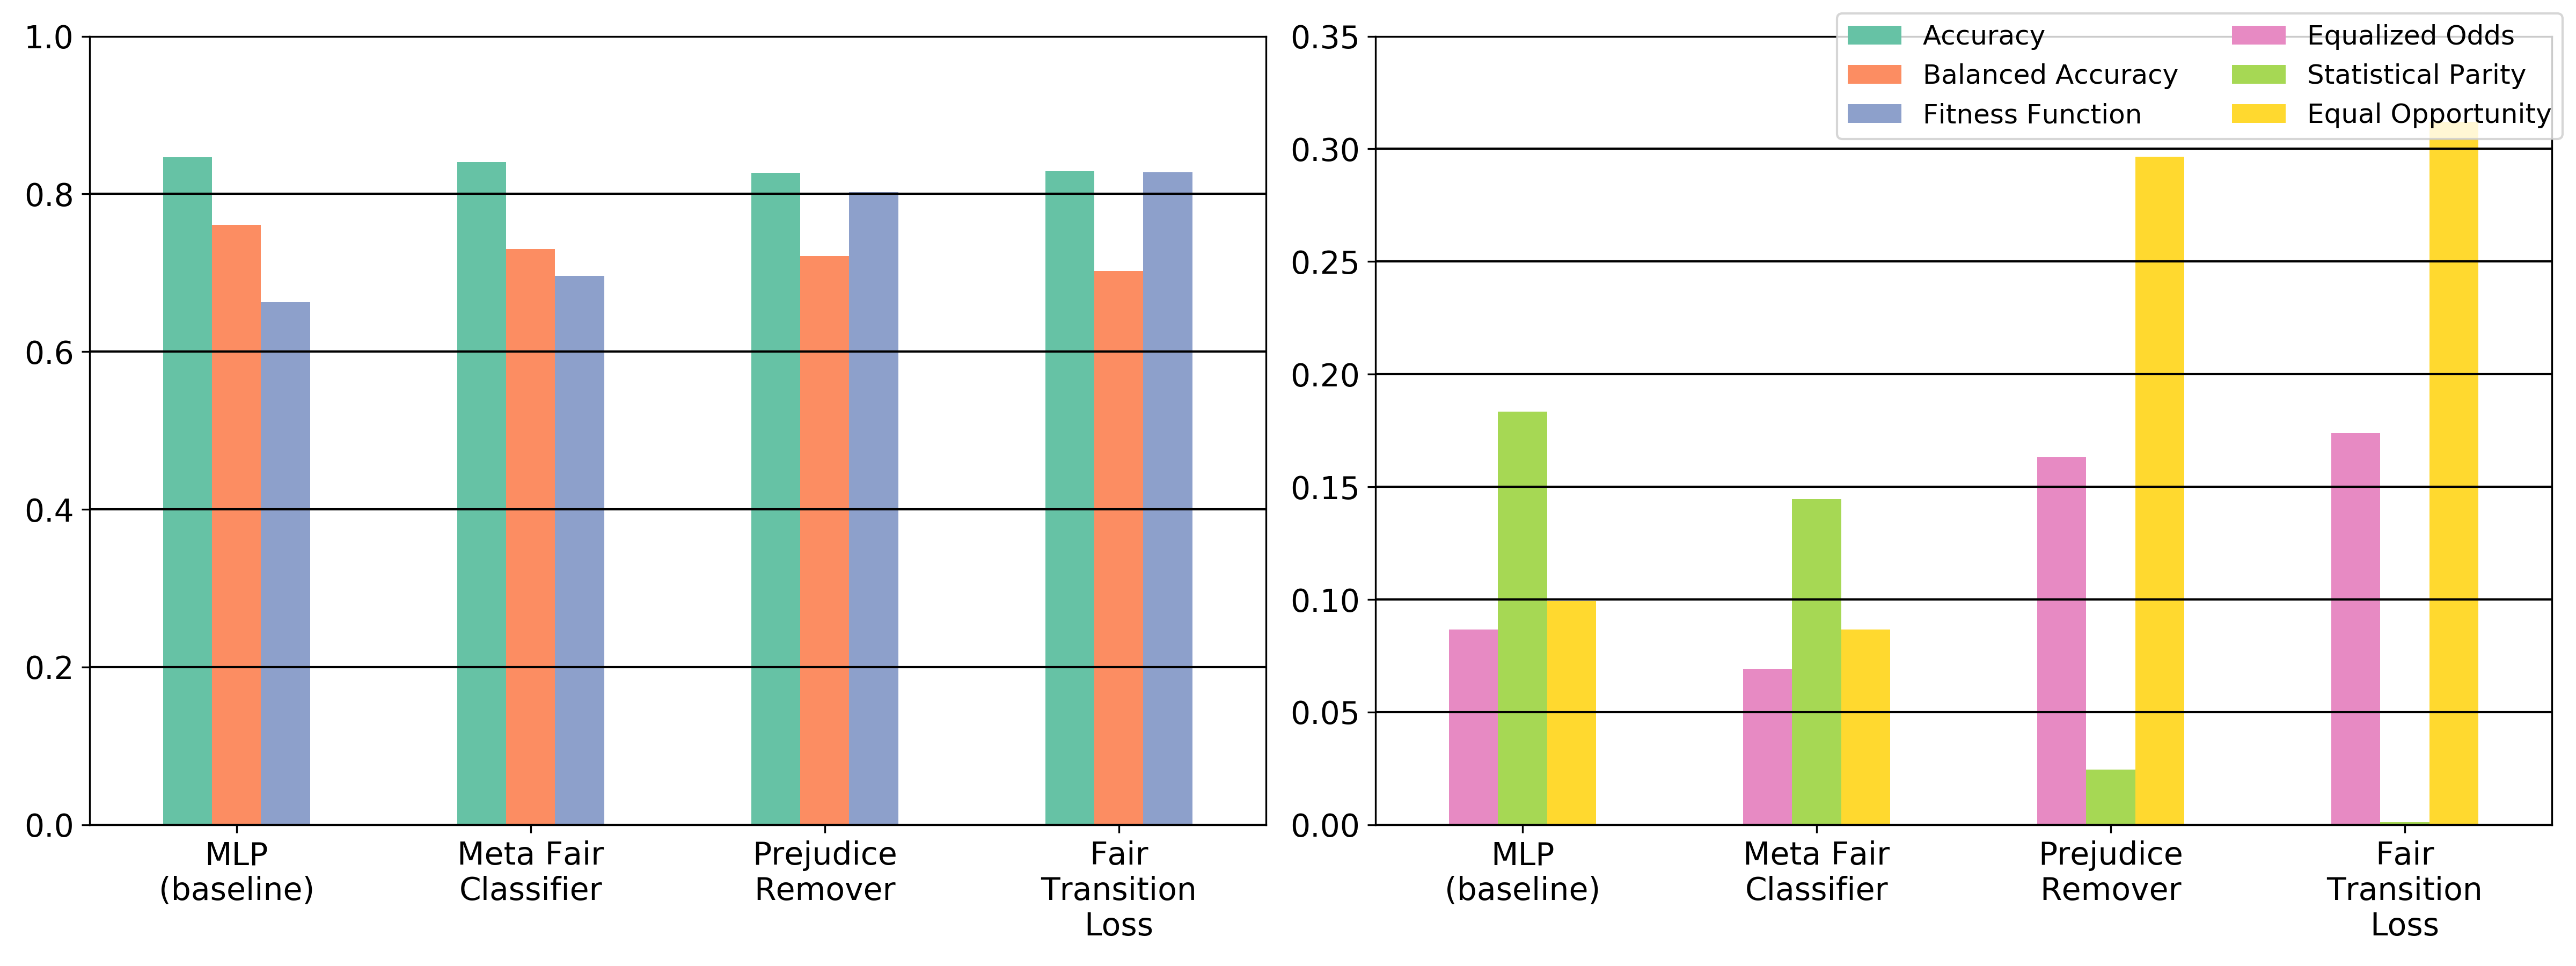 1.0
0.8
0.6
0.4
0.2
0.0
MLP
(baseline)
Meta Fair
Classifier
Prejudice
Remover
Fair
Transition
Loss
0.35
0.30
0.25
0.20
0.15
0.10
0.05
0.00
Accuracy
Balanced Accuracy
Fitness Function
Equalized Odds
Statistical Parity
Equal Opportunity
MLP
(baseline)
Meta Fair
Classifier
Prejudice
Remover
Fair
Transition
Loss